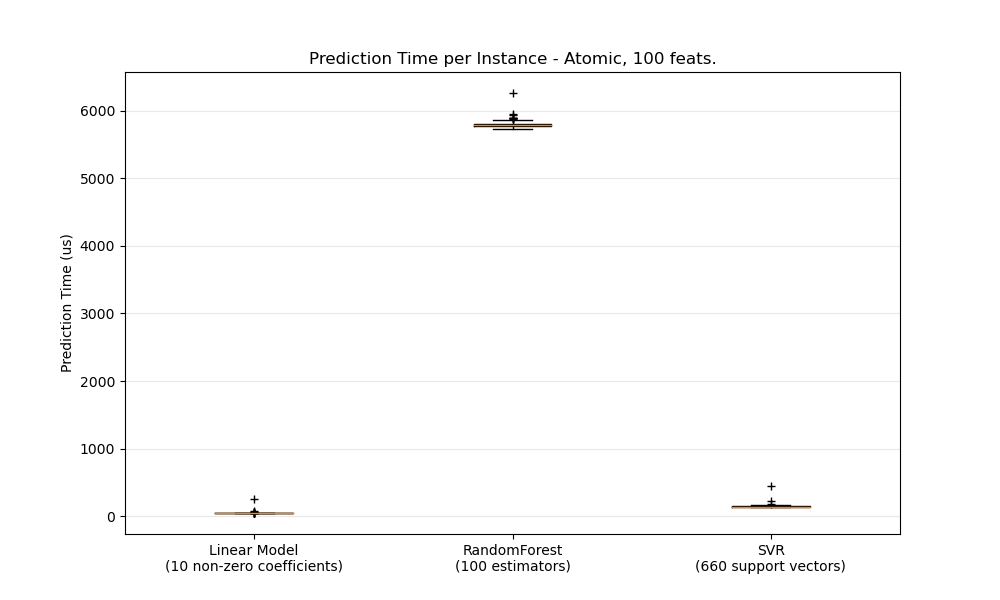 Prediction Time per Instance - Atomic, 100 feats.
Prediction Time (us)
6000
5000
4000
3000
2000
1000
0
Linear Model
(10 non-zero coefficients)
RandomForest
(100 estimators)
SVR
(660 support vectors)